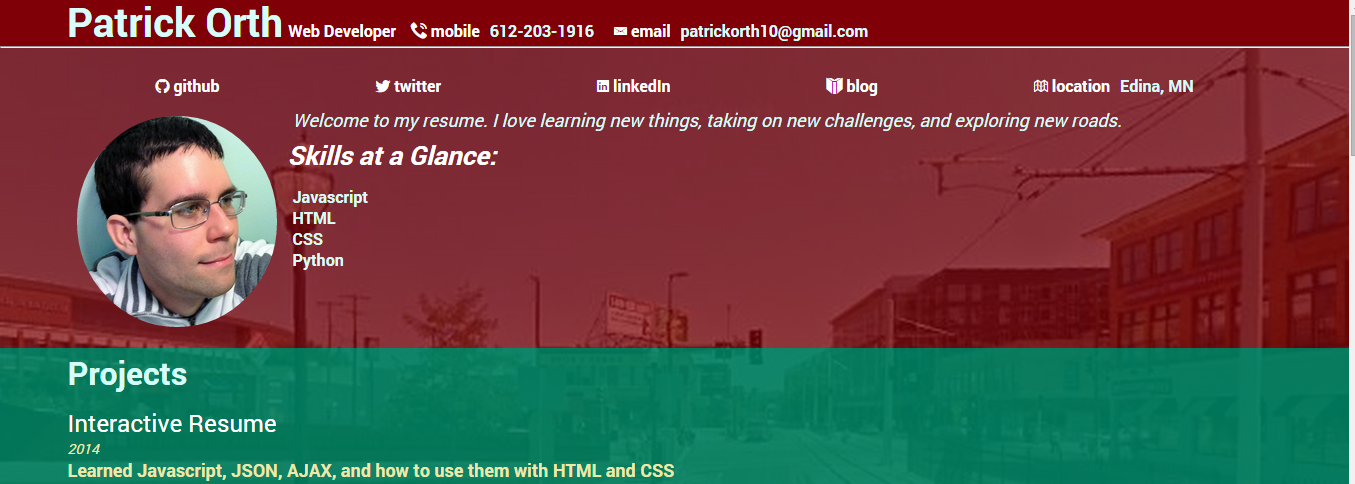 Patrick Orth Web Developer mobile 612-203-1916 email patrickorth10@gmail.com
github twitter linkedIn blog location Edina, MN
Welcome to my resume. I love learning new things, taking on new challenges, and exploring new roads.
Skills at a Glance:
Javascript
HTML
CSS
Python
Projects
Interactive Resume
2014
Learned Javascript, JSON, AJAX, and how to use them with HTML and CSS